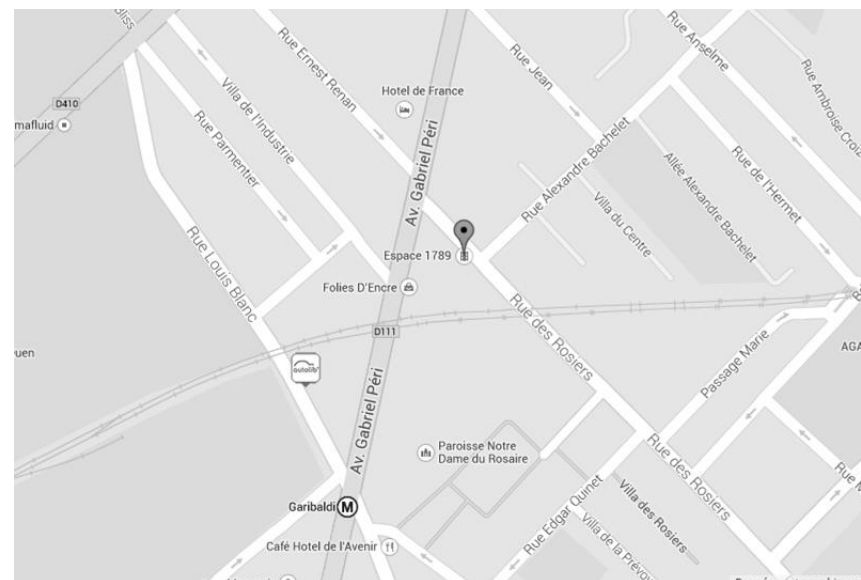 Bliss
Rue Ernest Renan
Rue Jean
Rue Anselme
Rue Ambroise Croiza
Villa de l'Industrie
Hotel de France
D410
mafluid
Rue Parmentier
Av. Gabriel Péri
Rue Alexandre Bachelet
Allée Alexandre Bachelet
Rue de l'Hermet
Villa du Centre
Espace 1789
Rue Louis Blanc
Folies D'Encre
D111
Rue des Rosiers
Passage Marie
AGA
uen
autolib'
Av. Gabriel Péri
Paroisse Notre
Dame du Rosaire
Rue des Rosiers
Rue Edgar Quinet
Villa des Rosiers
Villa de la Prévo
Garibaldi
M
Café Hotel de l'Avenir